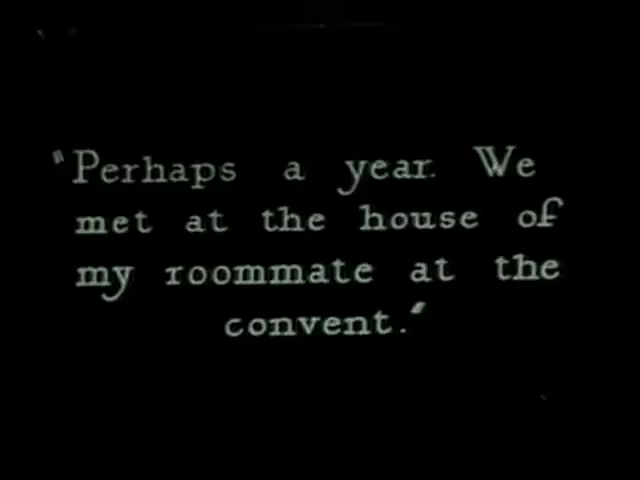 "Perhaps a year. We
met at the house of
my roommate at the
convent."